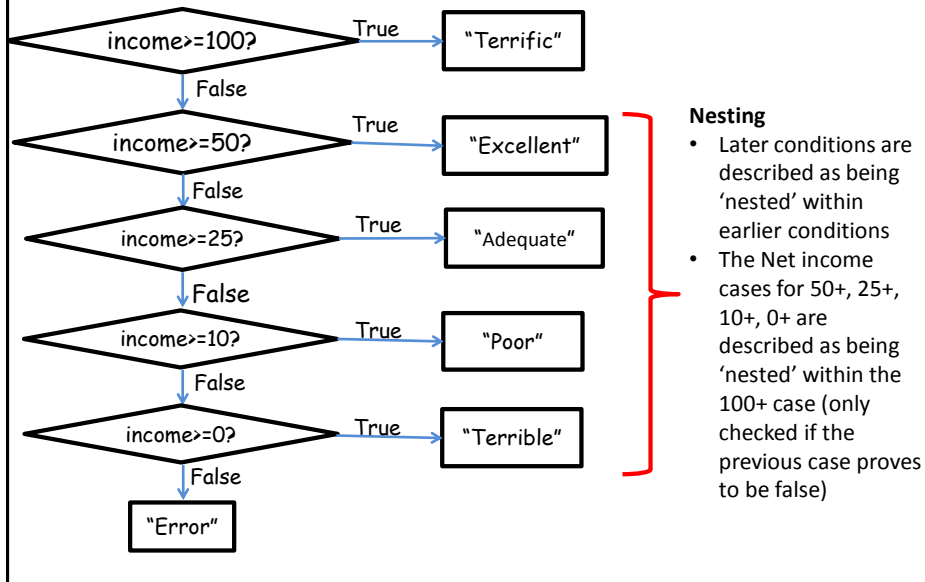 income>=100?
True
“Terrific”
False
income>=50?
True
“Excellent”
False
income>=25?
True
“Adequate”
False
income>=10?
True
“Poor”
False
income>=0?
True
“Terrible”
False
“Error”
Nesting
• Later conditions are
described as being
‘nested’ within
earlier conditions
• The Net income
cases for 50+, 25+,
10+, 0+ are
described as being
‘nested’ within the
100+ case (only
checked if the
previous case proves
to be false)